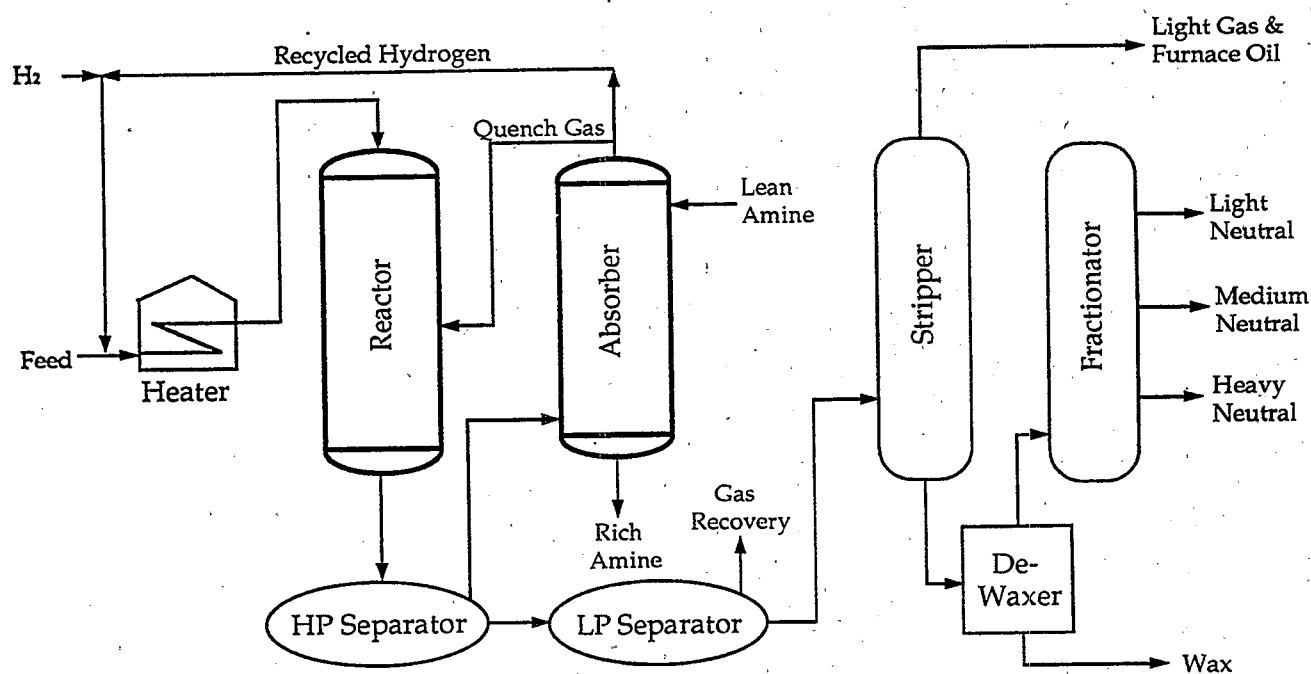 Light Gas &
Furnace Oil
Recycled Hydrogen
H2
Quench Gas
Lean
Amine
Light
Neutral
Reactor
Absorber
Stripper
Fractionator
Medium
Neutral
Feed
Heater
Heavy
Neutral
Gas
Recovery
Rich
Amine
De-
Waxer
HP Separator
LP Separator
Wax